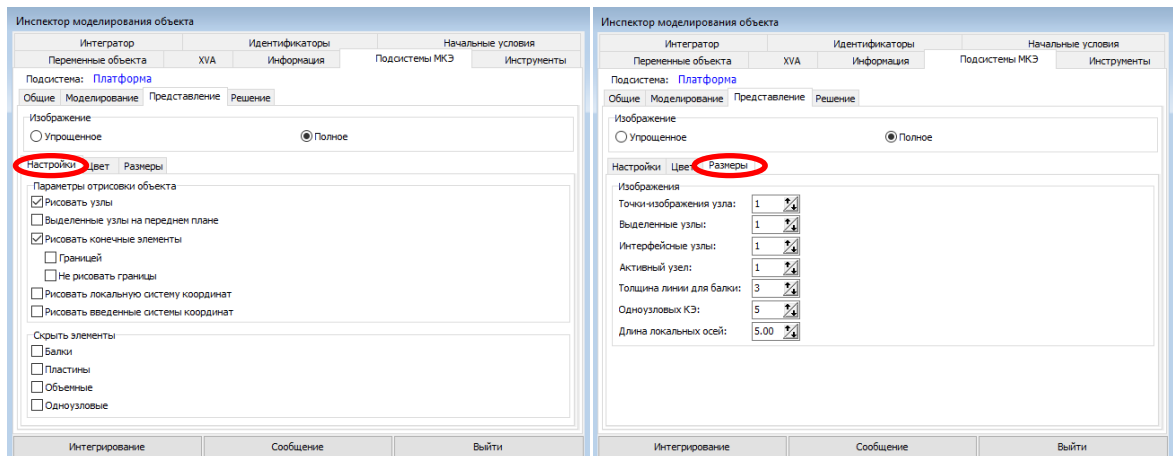 Инспектор моделирования объекта
Интегратор Идентификаторы Начальные условия
Переменные объекта XVA Информация Подсистемы МКЭ Инструменты
Подсистема: Платформа
Общие Моделирование Представление Решение
Изображение
Упрощенное Полное
Настройки Цвет Размеры
Параметры отрисовки объекта
Рисовать узлы
Выделенные узлы на переднем плане
Рисовать конечные элементы
Границей
Не рисовать границы
Рисовать локальную систему координат
Рисовать введенные системы координат
Скрыть элементы
Балки
Пластины
Объемные
Одноузловые
Интегрирование Сообщение Выйти
Инспектор моделирования объекта
Интегратор Идентификаторы Начальные условия
Переменные объекта XVA Информация Подсистемы МКЭ Инструменты
Подсистема: Платформа
Общие Моделирование Представление Решение
Изображение
Упрощенное Полное
Настройки Цвет Размеры
Изображения
Точки-изображения узла: 1
Выделенные узлы: 1
Интерфейсные узлы: 1
Активный узел: 1
Толщина линии для балки: 3
Одноузловых КЭ: 5
Длина локальных осей: 5.00
Интегрирование Сообщение Выйти